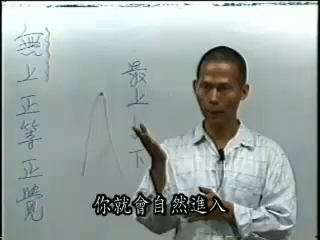 無上正等正覺
最上
下
你就會自然進入